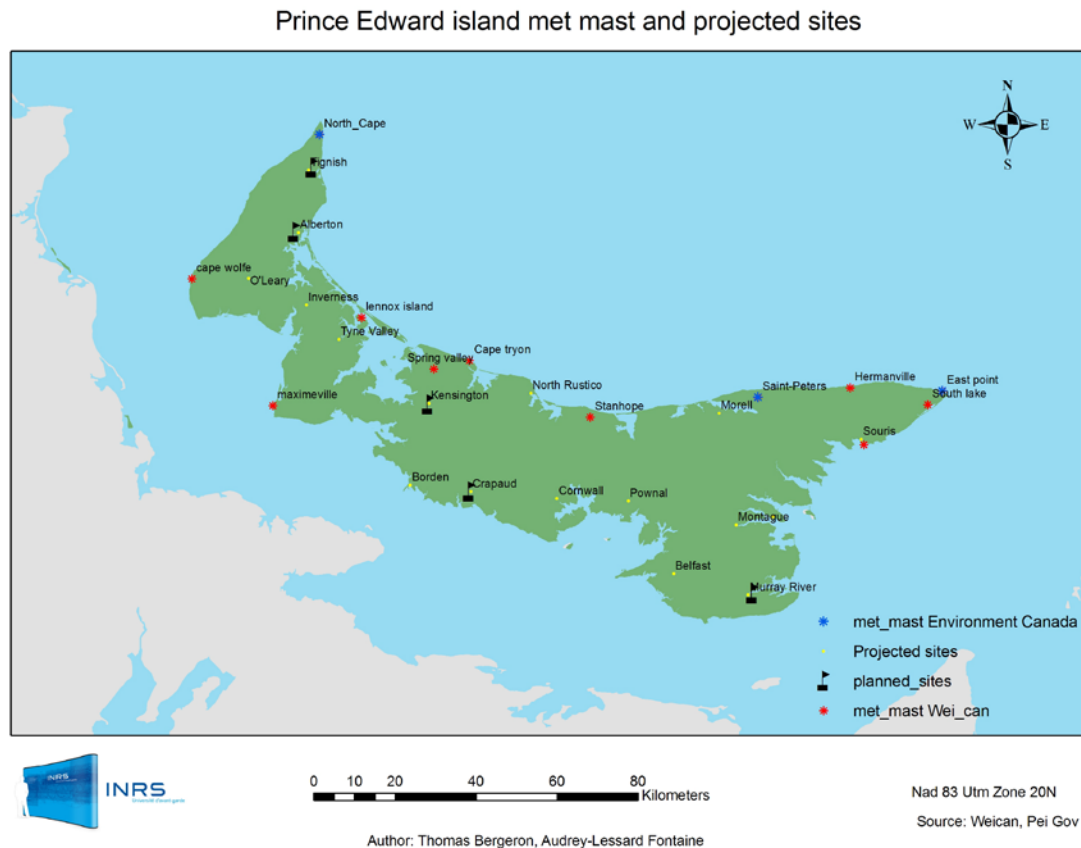 Prince Edward island met mast and projected sites
N
W E
S
North_Cape
Tignish
Alberton
cape wolfe
O'Leary
Inverness
lennox island
Tyne Valley
Cape tryon
Spring valley
maximeville
Kensington
North Rustico
Stanhope
Hermanville
Saint-Peters
East point
South lake
Morell
Souris
Borden
Crapaud
Cornwall
Pownal
Montague
Belfast
Murray River
met_mast Environment Canada
Projected sites
planned_sites
met_mast Wei_can
INRS
Université d'avant-garde
0 10 20 40 60 80
Kilometers
Nad 83 Utm Zone 20N
Source: Weican, Pei Gov
Author: Thomas Bergeron, Audrey-Lessard Fontaine